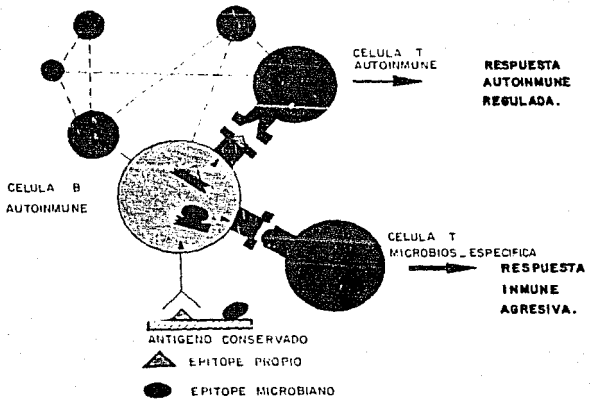 CELULA T
AUTOINMUNE
RESPUESTA
AUTOINMUNE
REGULADA.
CELULA B
AUTOINMUNE
CELULA T
MICROBIOS_ESPECIFICA
RESPUESTA
INMUNE
AGRESIVA.
ANTIGENO CONSERVADO
EPITOPE PROPIO
EPITOPE MICROBIANO